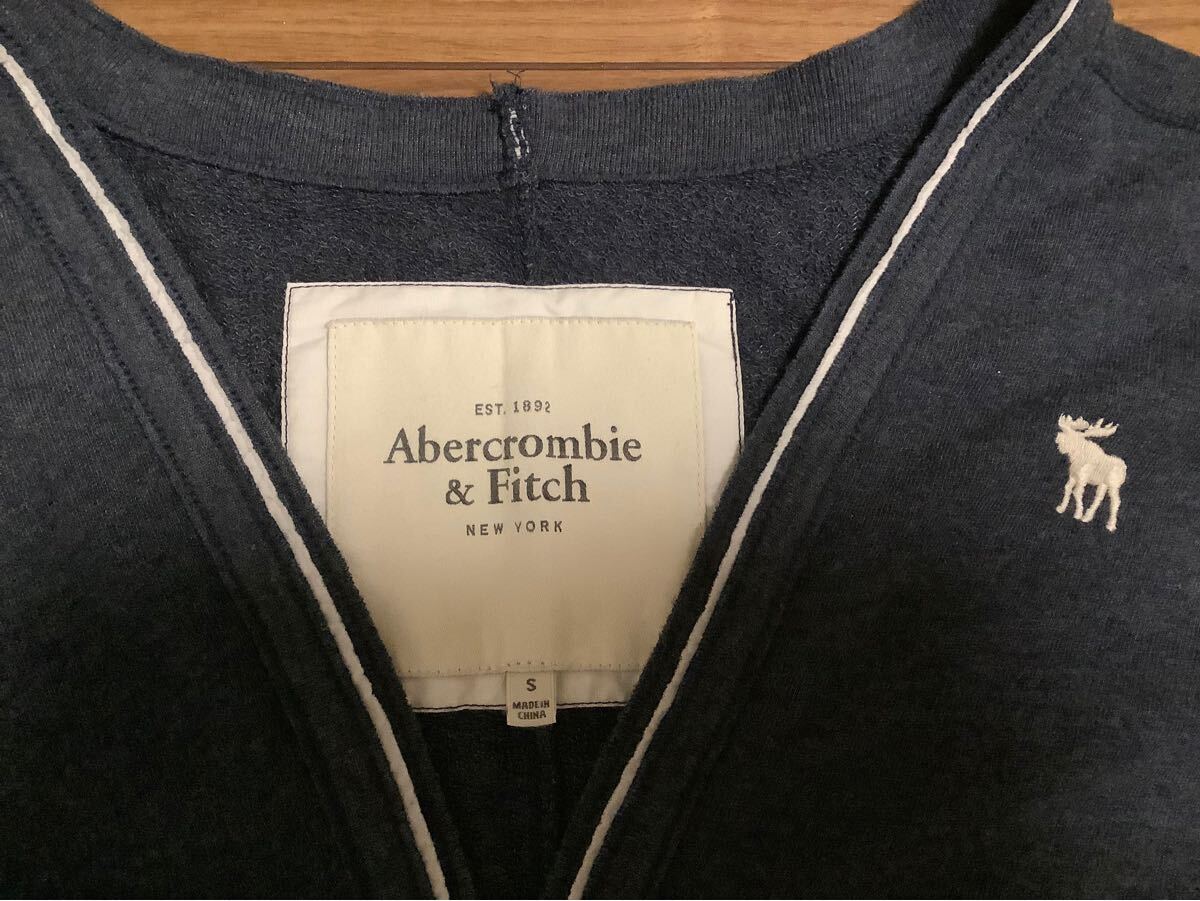 EST. 1892
Abercrombie
& Fitch
NEW YORK
S
MADE IN
CHINA